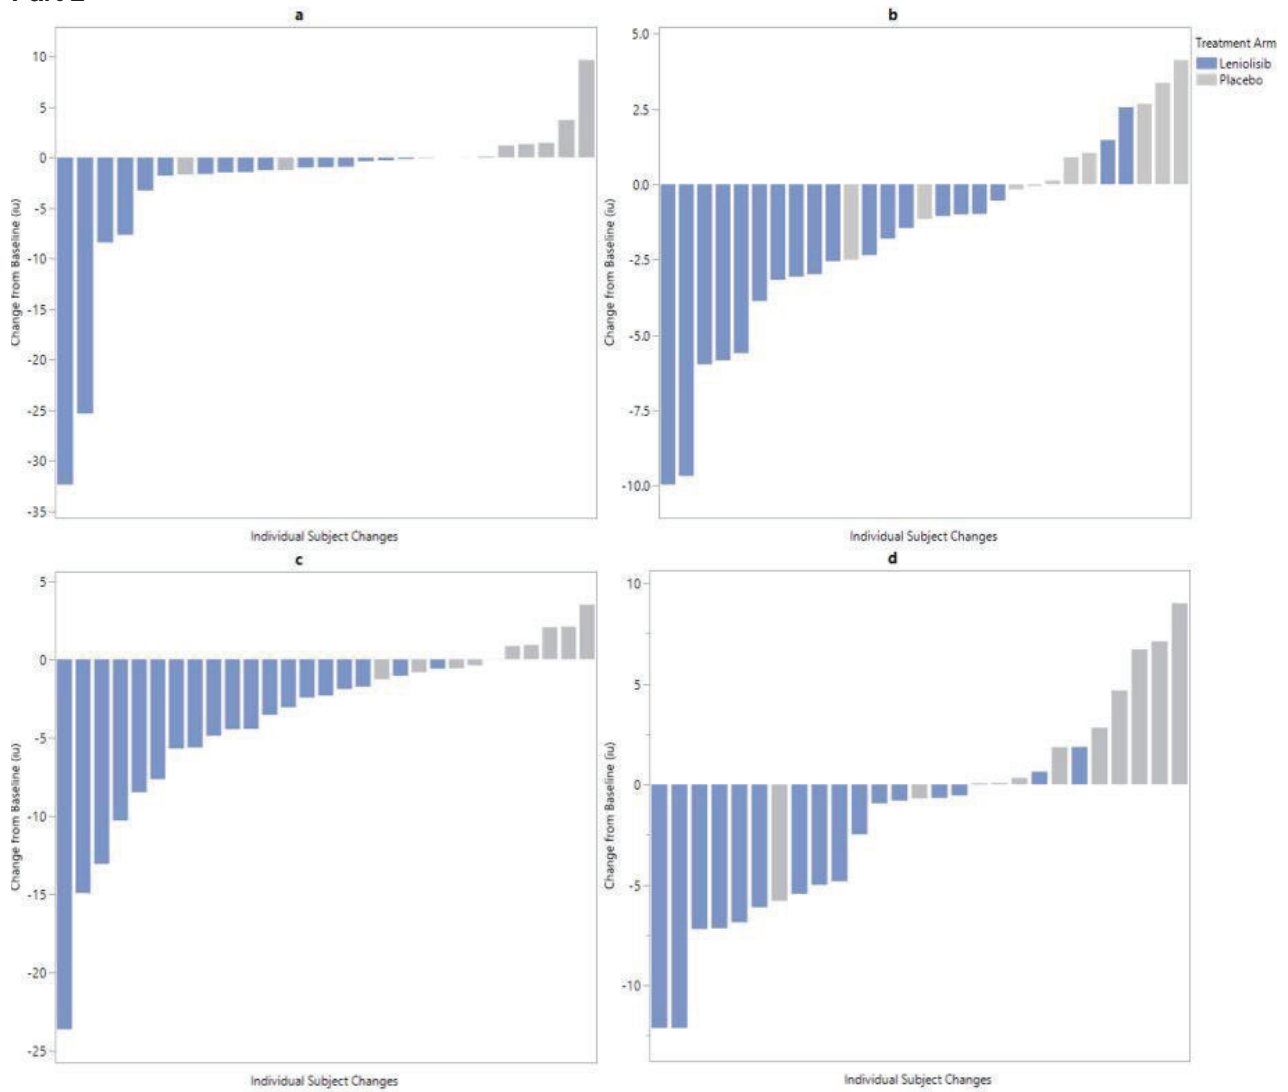 a
10
5
0
-5
-10
-15
-20
-25
-30
-35
Change from Baseline (iu)
Individual Subject Changes
b
5.0
2.5
0.0
-2.5
-5.0
-7.5
-10.0
Change from Baseline (iu)
Individual Subject Changes
Treatment Arm
Leniolisib
Placebo
c
5
0
-5
-10
-15
-20
-25
Change from Baseline (iu)
Individual Subject Changes
d
10
5
0
-5
-10
Change from Baseline (iu)
Individual Subject Changes